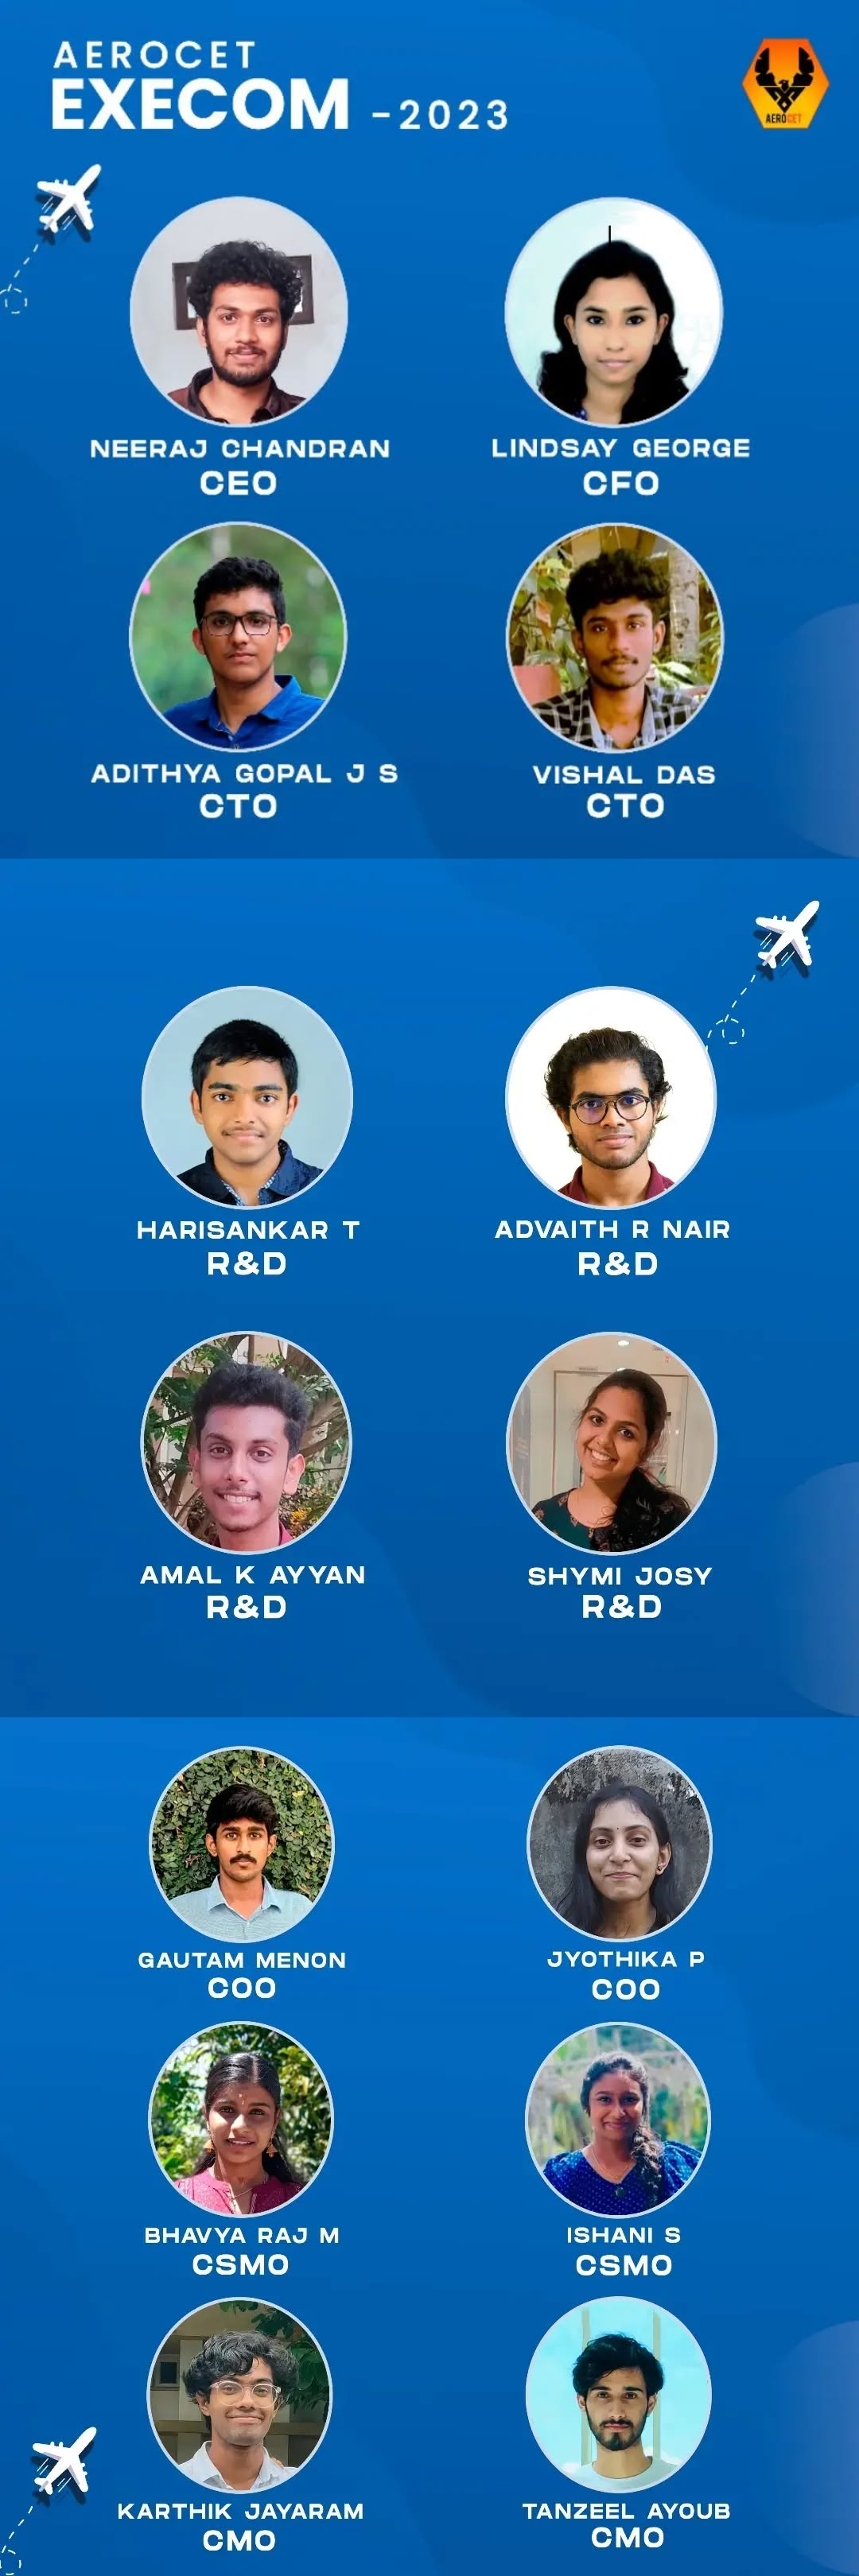 AEROCET
EXECOM -2023
AEROCET
NEERAJ CHANDRAN
CEO
LINDSAY GEORGE
CFO
ADITHYA GOPAL J S
CTO
VISHAL DAS
CTO
HARISANKAR T
R&D
ADVAITH R NAIR
R&D
AMAL K AYYAN
R&D
SHYMI JOSY
R&D
GAUTAM MENON
COO
JYOTHIKA P
COO
BHAVYA RAJ M
CSMO
ISHANI S
CSMO
KARTHIK JAYARAM
CMO
TANZEEL AYOUB
CMO